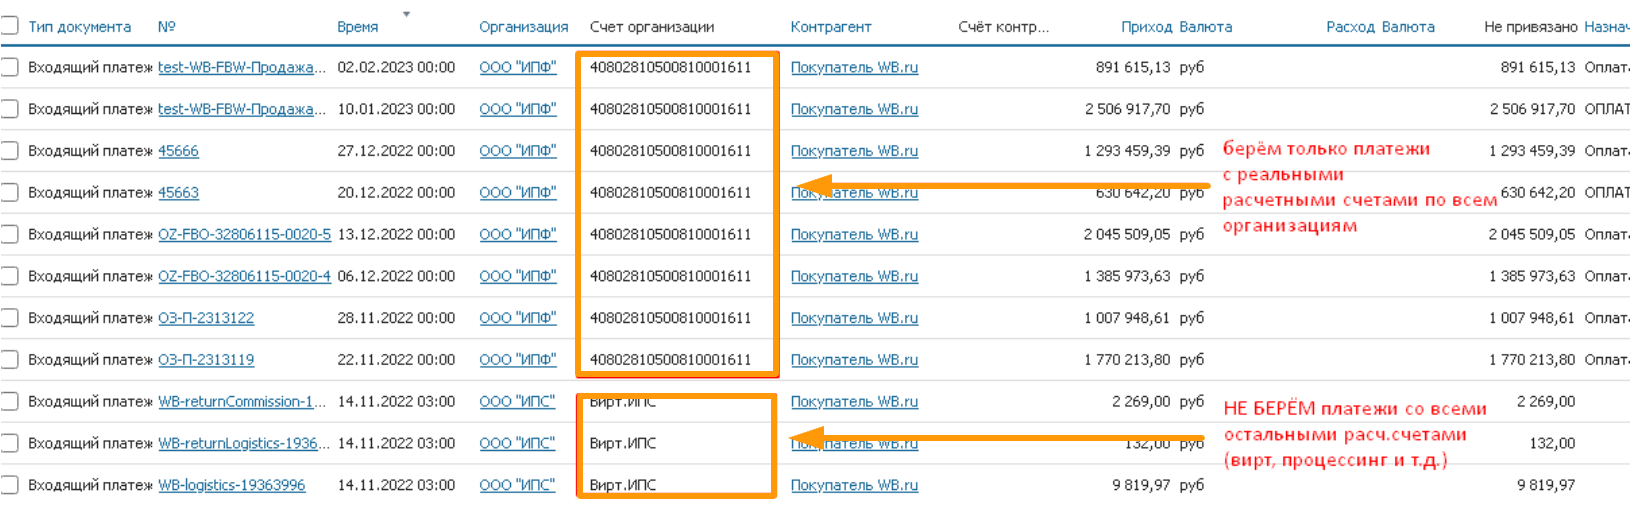 Тип документа № Время Организация Счет организации Контрагент Счёт контр... Приход Валюта Расход Валюта Не привязано Назнач
Входящий платеж test-WB-FBW-Продажа... 02.02.2023 00:00 ООО "ИПФ" 40802810500810001611 Покупатель WB.ru 891 615,13 руб 891 615,13 Оплат
Входящий платеж test-WB-FBW-Продажа... 10.01.2023 00:00 ООО "ИПФ" 40802810500810001611 Покупатель WB.ru 2 506 917,70 руб 2 506 917,70 ОПЛАТ
Входящий платеж 45666 27.12.2022 00:00 ООО "ИПФ" 40802810500810001611 Покупатель WB.ru 1 293 459,39 руб 1 293 459,39 Оплат
Входящий платеж 45663 20.12.2022 00:00 ООО "ИПФ" 40802810500810001611 Покупатель WB.ru 630 642,20 руб 630 642,20 ОПЛАТ
берём только платежи
с реальными
расчетными счетами по всем
организациям
Входящий платеж OZ-FBO-32806115-0020-5 13.12.2022 00:00 ООО "ИПФ" 40802810500810001611 Покупатель WB.ru 2 045 509,05 руб 2 045 509,05 Оплат
Входящий платеж OZ-FBO-32806115-0020-4 06.12.2022 00:00 ООО "ИПФ" 40802810500810001611 Покупатель WB.ru 1 385 973,63 руб 1 385 973,63 Оплат
Входящий платеж ОЗ-П-2313122 28.11.2022 00:00 ООО "ИПФ" 40802810500810001611 Покупатель WB.ru 1 007 948,61 руб 1 007 948,61 Оплат
Входящий платеж ОЗ-П-2313119 22.11.2022 00:00 ООО "ИПФ" 40802810500810001611 Покупатель WB.ru 1 770 213,80 руб 1 770 213,80 Оплат
Входящий платеж WB-returnCommission-1... 14.11.2022 03:00 ООО "ИПС" Вирт.ИПС Покупатель WB.ru 2 269,00 руб 2 269,00
Входящий платеж WB-returnLogistics-1936... 14.11.2022 03:00 ООО "ИПС" Вирт.ИПС Покупатель WB.ru 132,00 руб 132,00
Входящий платеж WB-logistics-19363996 14.11.2022 03:00 ООО "ИПС" Вирт.ИПС Покупатель WB.ru 9 819,97 руб 9 819,97
НЕ БЕРЁМ платежи со всеми
остальными расч.счетами
(вирт, процессинг и т.д.)